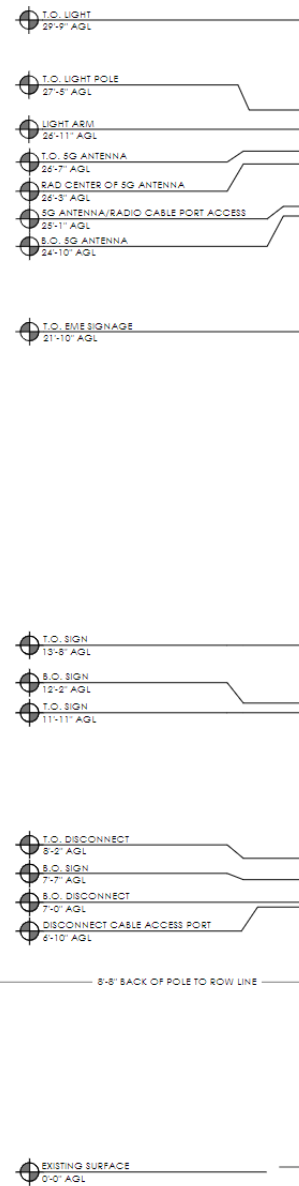 T.O. LIGHT
29'-9" AGL
T.O. LIGHT POLE
27'-5" AGL
LIGHT ARM
26'-11" AGL
T.O. 5G ANTENNA
26'-7" AGL
RAD CENTER OF 5G ANTENNA
26'-3" AGL
5G ANTENNA/RADIO CABLE PORT ACCESS
25'-1" AGL
B.O. 5G ANTENNA
24'-10" AGL
T.O. EME SIGNAGE
21'-10" AGL
T.O. SIGN
13'-8" AGL
B.O. SIGN
12'-2" AGL
T.O. SIGN
11'-11" AGL
T.O. DISCONNECT
8'-2" AGL
B.O. SIGN
7'-7" AGL
B.O. DISCONNECT
7'-0" AGL
DISCONNECT CABLE ACCESS PORT
6'-10" AGL
8'-8" BACK OF POLE TO ROW LINE
EXISTING SURFACE
0'-0" AGL